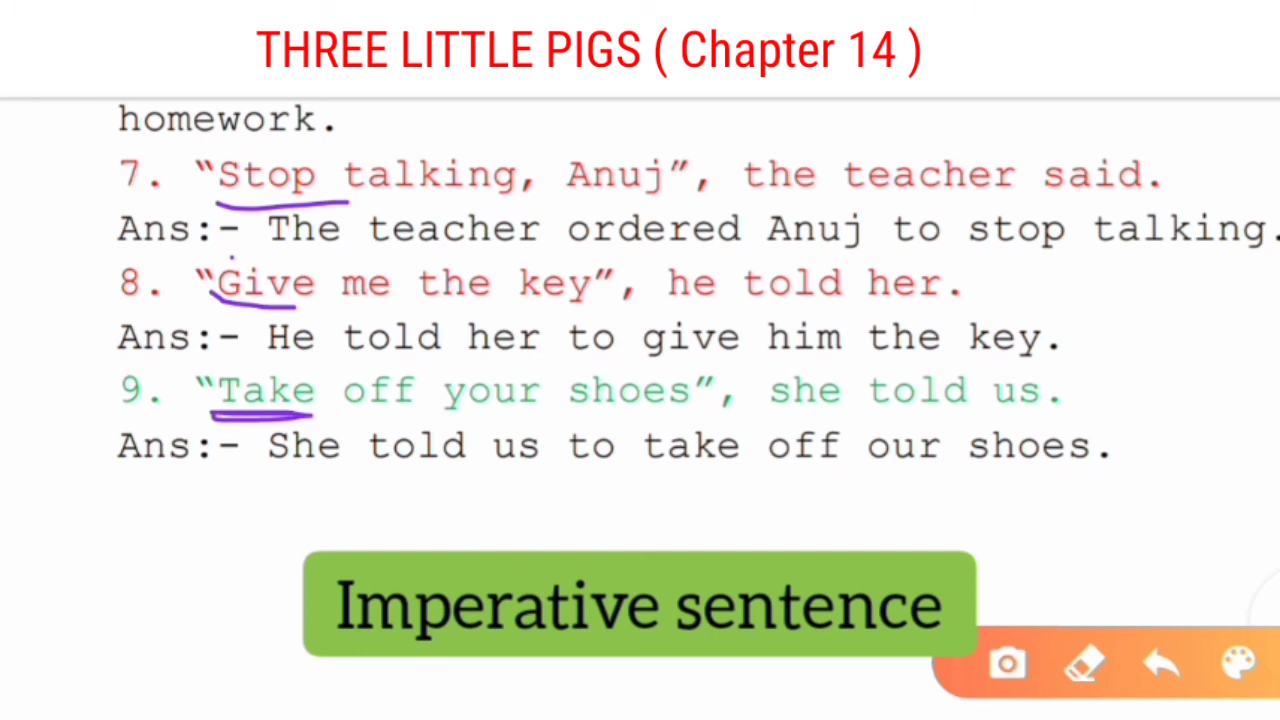 THREE LITTLE PIGS ( Chapter 14 )
homework.
7. “Stop talking, Anuj”, the teacher said.
Ans:- The teacher ordered Anuj to stop talking.
8. “Give me the key”, he told her.
Ans:- He told her to give him the key.
9. “Take off your shoes”, she told us.
Ans:- She told us to take off our shoes.
Imperative sentence